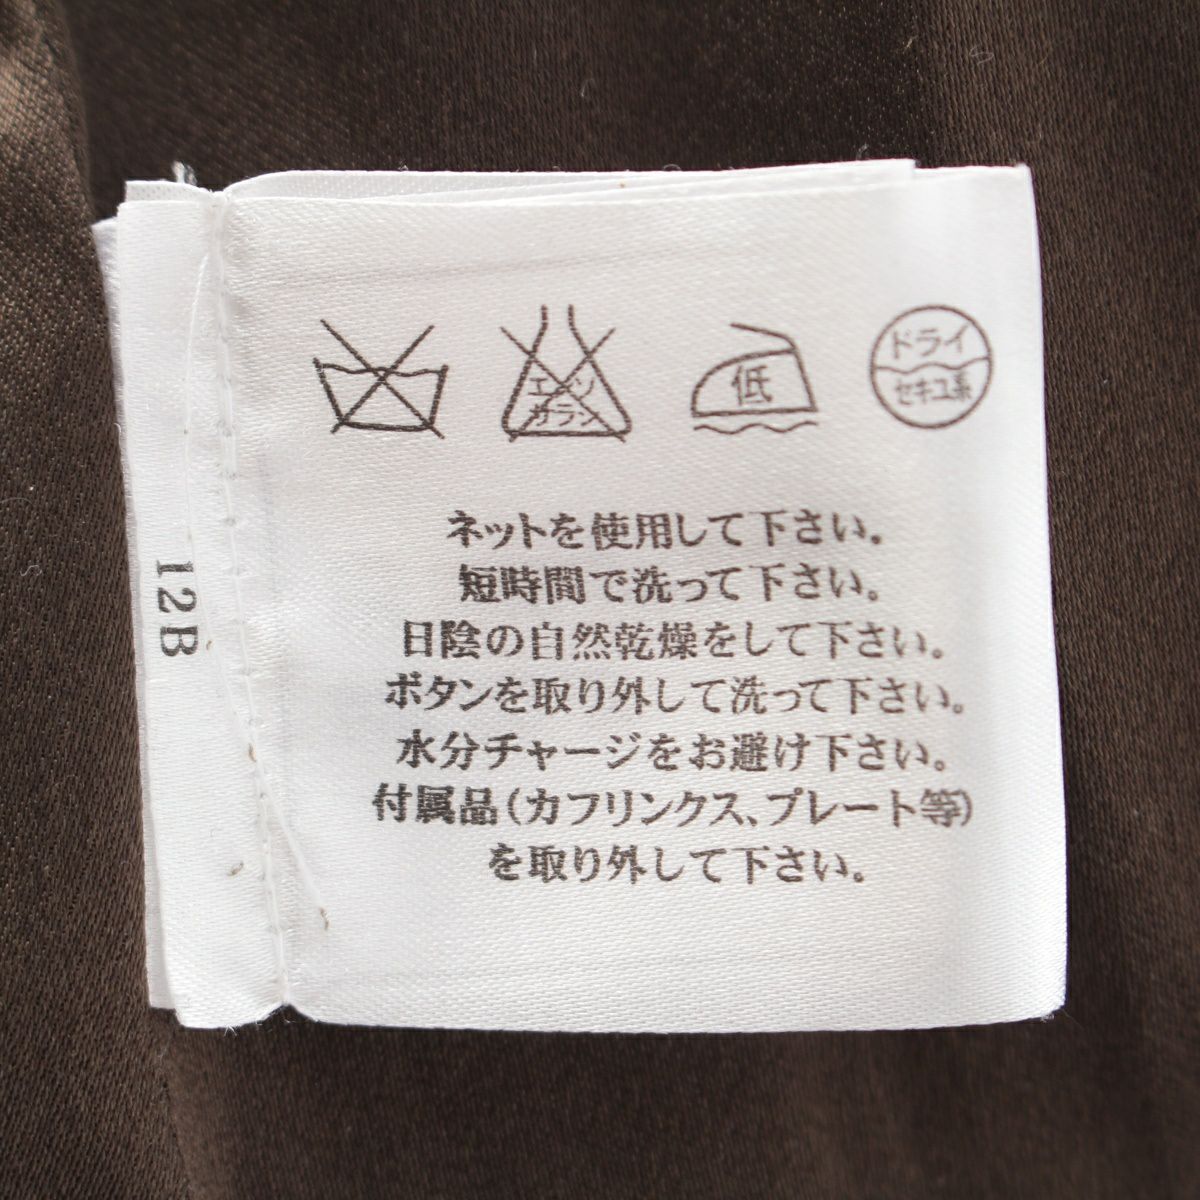 エンソ
カラン
低
ドライ
セキユ系
ネットを使用して下さい。
短時間で洗って下さい。
日陰の自然乾燥をして下さい。
ボタンを取り外して洗って下さい。
水分チャージをお避け下さい。
付属品（カフリンクス、プレート等）
を取り外して下さい。
12B